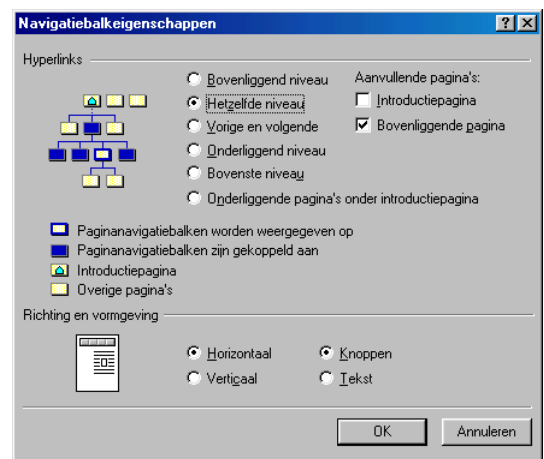 Navigatiebalkeigenschappen
Hyperlinks
Bovenliggend niveau
Hetzelfde niveau
Vorige en volgende
Onderliggend niveau
Bovenste niveau
Onderliggende pagina's onder introductiepagina
Aanvullende pagina's:
Introductiepagina
Bovenliggende pagina
Paginanavigatiebalken worden weergegeven op
Paginanavigatiebalken zijn gekoppeld aan
Introductiepagina
Overige pagina's
Richting en vormgeving
Horizontaal
Verticaal
Knoppen
Tekst
OK
Annuleren